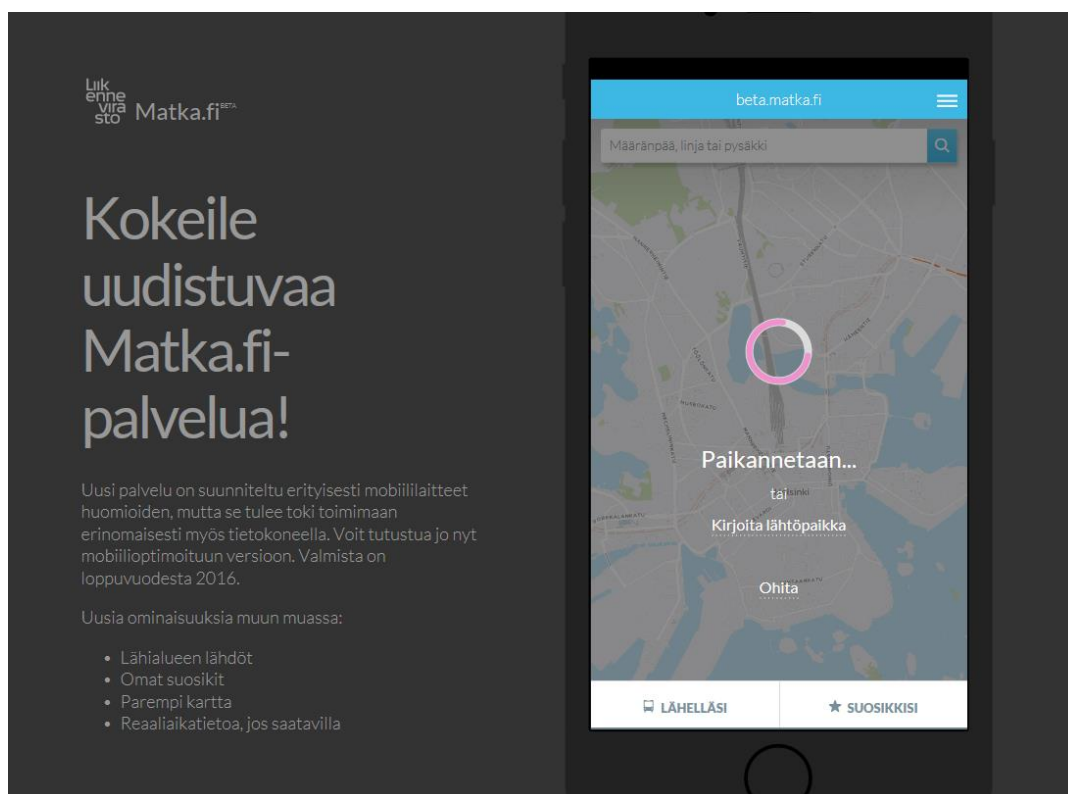 Liik
enne
vira
sto
Matka.fi BETA
Kokeile
uudistuvaa
Matka.fi-
palvelua!
Uusi palvelu on suunniteltu erityisesti mobiililaitteet
huomioiden, mutta se tulee toki toimimaan
erinomaisesti myös tietokoneella. Voit tutustua jo nyt
mobiilioptimoituun versioon. Valmista on
loppuvuodesta 2016.
Uusia ominaisuuksia muun muassa:
• Lähialueen lähdöt
• Omat suosikit
• Parempi kartta
• Reaaliaikatietoa, jos saatavilla
beta.matka.fi
Määränpää, linja tai pysäkki
Paikannetaan...
tai
Kirjoita lähtöpaikka
Ohita
LÄHELLÄSI
SUOSIKKISI